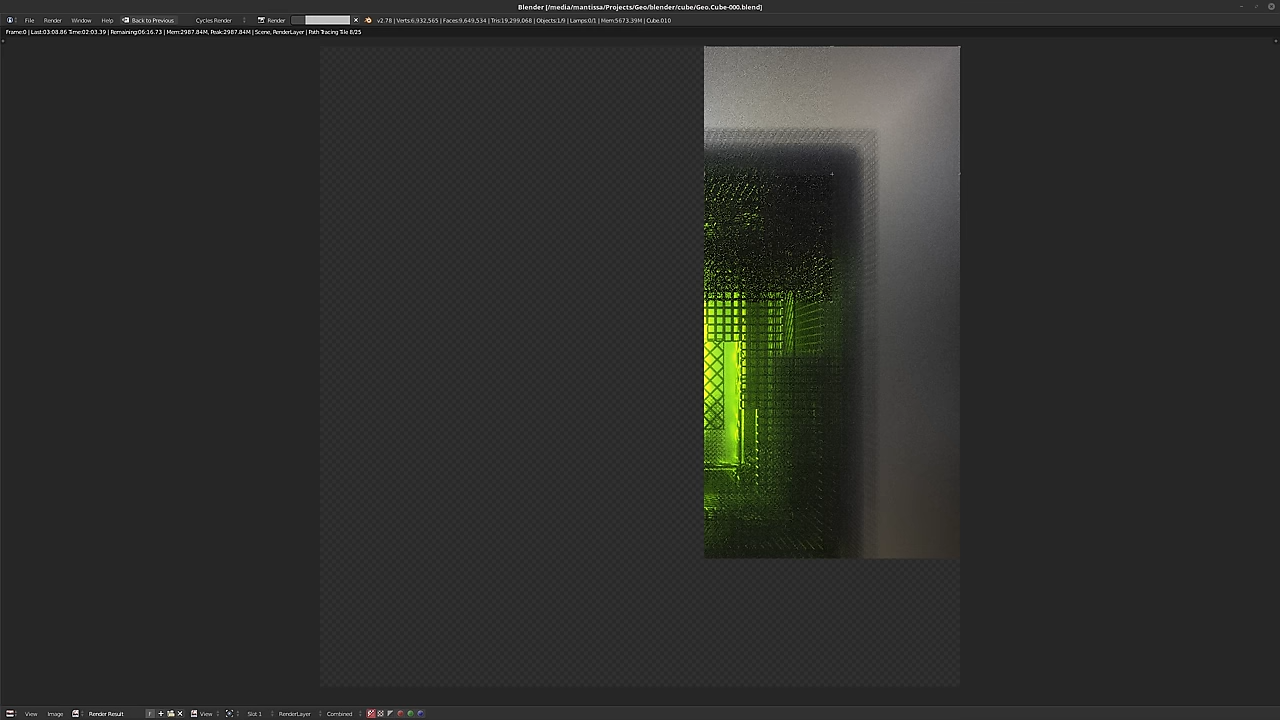 Blender [/media/mantissa/Projects/Geo/blender/cube/Geo.Cube-000.blend]
File Render Window Help Back to Previous Cycles Render Render v2.78 | Verts:6,932,565 | Faces:9,649,534 | Tris:19,299,068 | Objects:1/9 | Lamps:0/1 | Mem:5673.39M | Cube.010
Frame:0 | Last:03:08.86 Time:02:03.39 | Remaining:06:16.73 | Mem:2987.84M, Peak:2987.84M | Scene, RenderLayer | Path Tracing Tile 8/25
View Image Render Result F View Slot 1 RenderLayer Combined